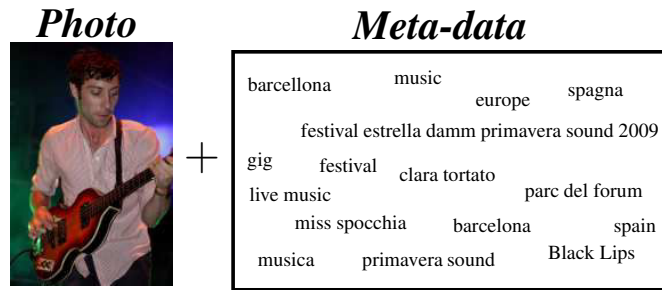 Photo Meta-data
barcellona music europe spagna
festival estrella damm primavera sound 2009
gig festival clara tortato
live music parc del forum
miss spocchia barcelona spain
musica primavera sound Black Lips
+